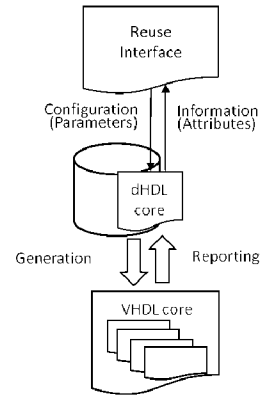 Reuse
Interface
Configuration
(Parameters)
Information
(Attributes)
dHDL
core
Generation
Reporting
VHDL core